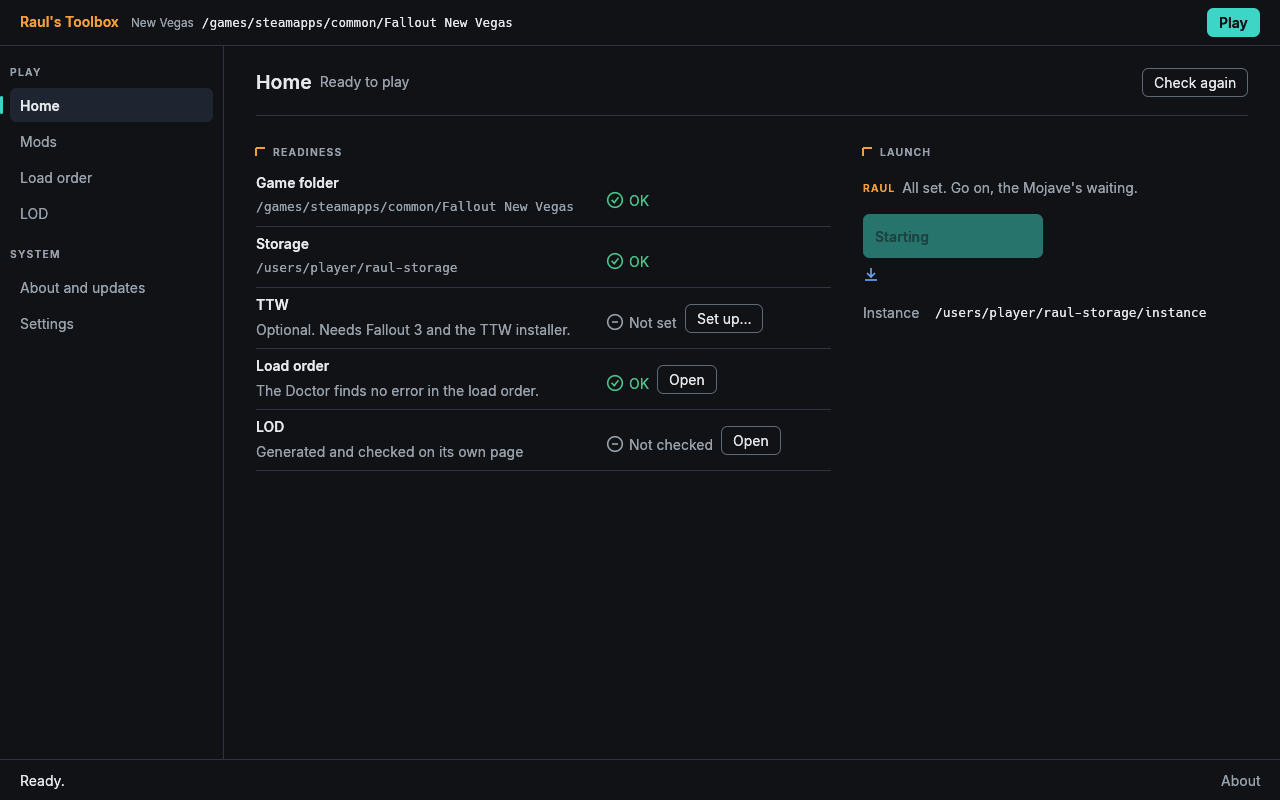 Raul's Toolbox New Vegas /games/steamapps/common/Fallout New Vegas Play
PLAY
Home
Mods
Load order
LOD
SYSTEM
About and updates
Settings
Home Ready to play Check again
READINESS
Game folder
/games/steamapps/common/Fallout New Vegas OK
Storage
/users/player/raul-storage OK
TTW
Optional. Needs Fallout 3 and the TTW installer. Not set Set up...
Load order
The Doctor finds no error in the load order. OK Open
LOD
Generated and checked on its own page Not checked Open
LAUNCH
RAUL All set. Go on, the Mojave's waiting.
Starting
Instance /users/player/raul-storage/instance
Ready. About